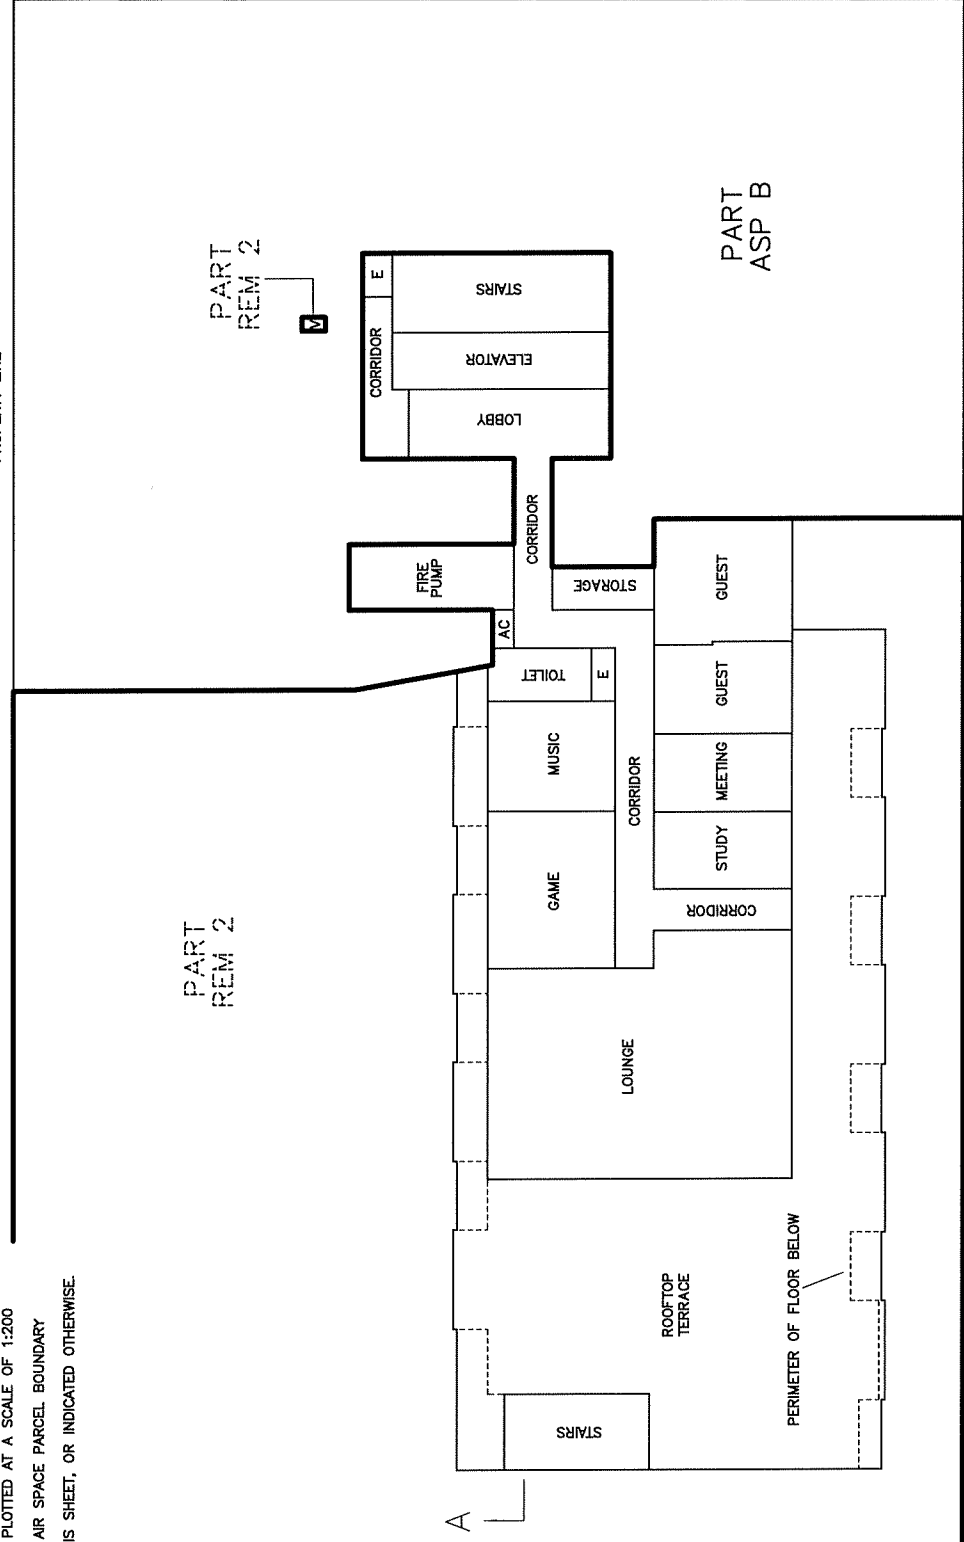 PLOTTED AT A SCALE OF 1:200
AIR SPACE PARCEL BOUNDARY
IS SHEET, OR INDICATED OTHERWISE.
PART
REM 2
PART
REM 2
M
PART
ASP B
E
CORRIDOR
STAIRS
ELEVATOR
LOBBY
CORRIDOR
FIRE
PUMP
AC
STORAGE
TOILET
E
GUEST
GUEST
MUSIC
MEETING
CORRIDOR
GAME
STUDY
CORRIDOR
LOUNGE
ROOFTOP
TERRACE
PERIMETER OF FLOOR BELOW
STAIRS
A